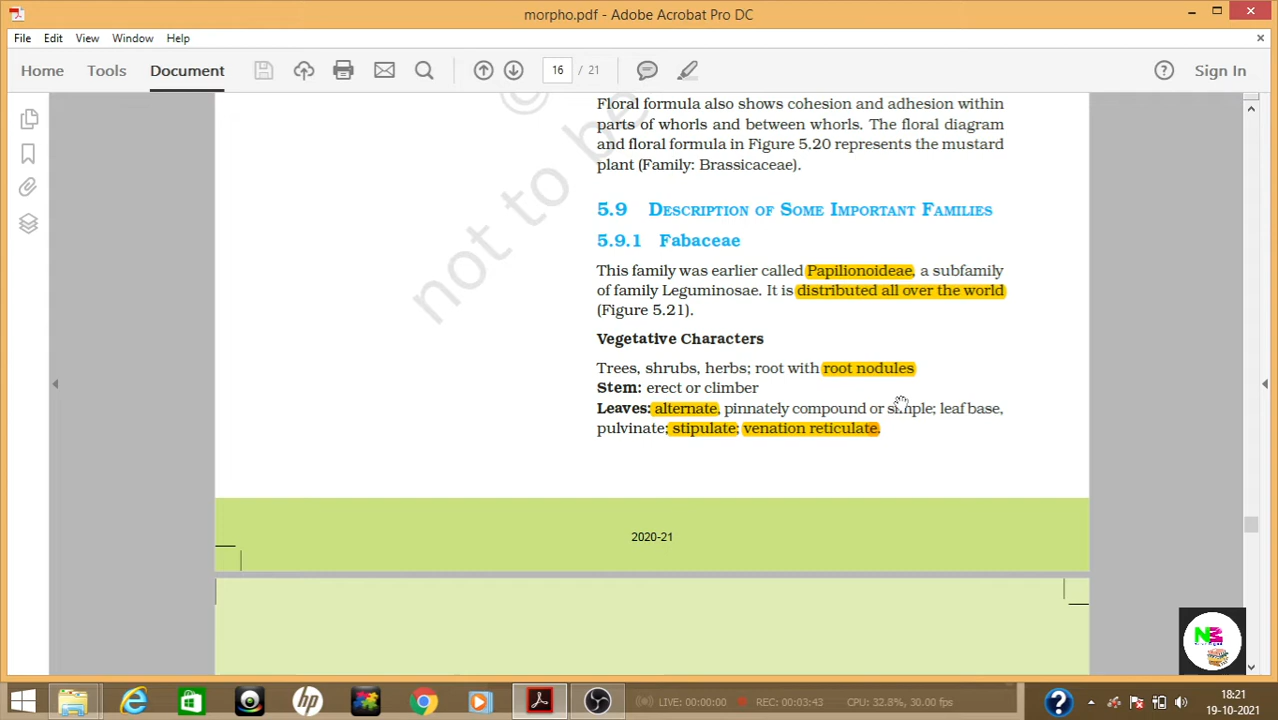 morpho.pdf - Adobe Acrobat Pro DC
File Edit View Window Help
Home Tools Document 16 / 21 Sign In
Floral formula also shows cohesion and adhesion within
parts of whorls and between whorls. The floral diagram
and floral formula in Figure 5.20 represents the mustard
plant (Family: Brassicaceae).
5.9 DESCRIPTION OF SOME IMPORTANT FAMILIES
5.9.1 Fabaceae
This family was earlier called Papilionoideae, a subfamily
of family Leguminosae. It is distributed all over the world
(Figure 5.21).
Vegetative Characters
Trees, shrubs, herbs; root with root nodules
Stem: erect or climber
Leaves: alternate, pinnately compound or simple; leaf base,
pulvinate; stipulate; venation reticulate.
© not to be
2020-21
LIVE: 00:00:00 REC: 00:03:43 CPU: 32.8%, 30.00 fps
18:21
19-10-2021